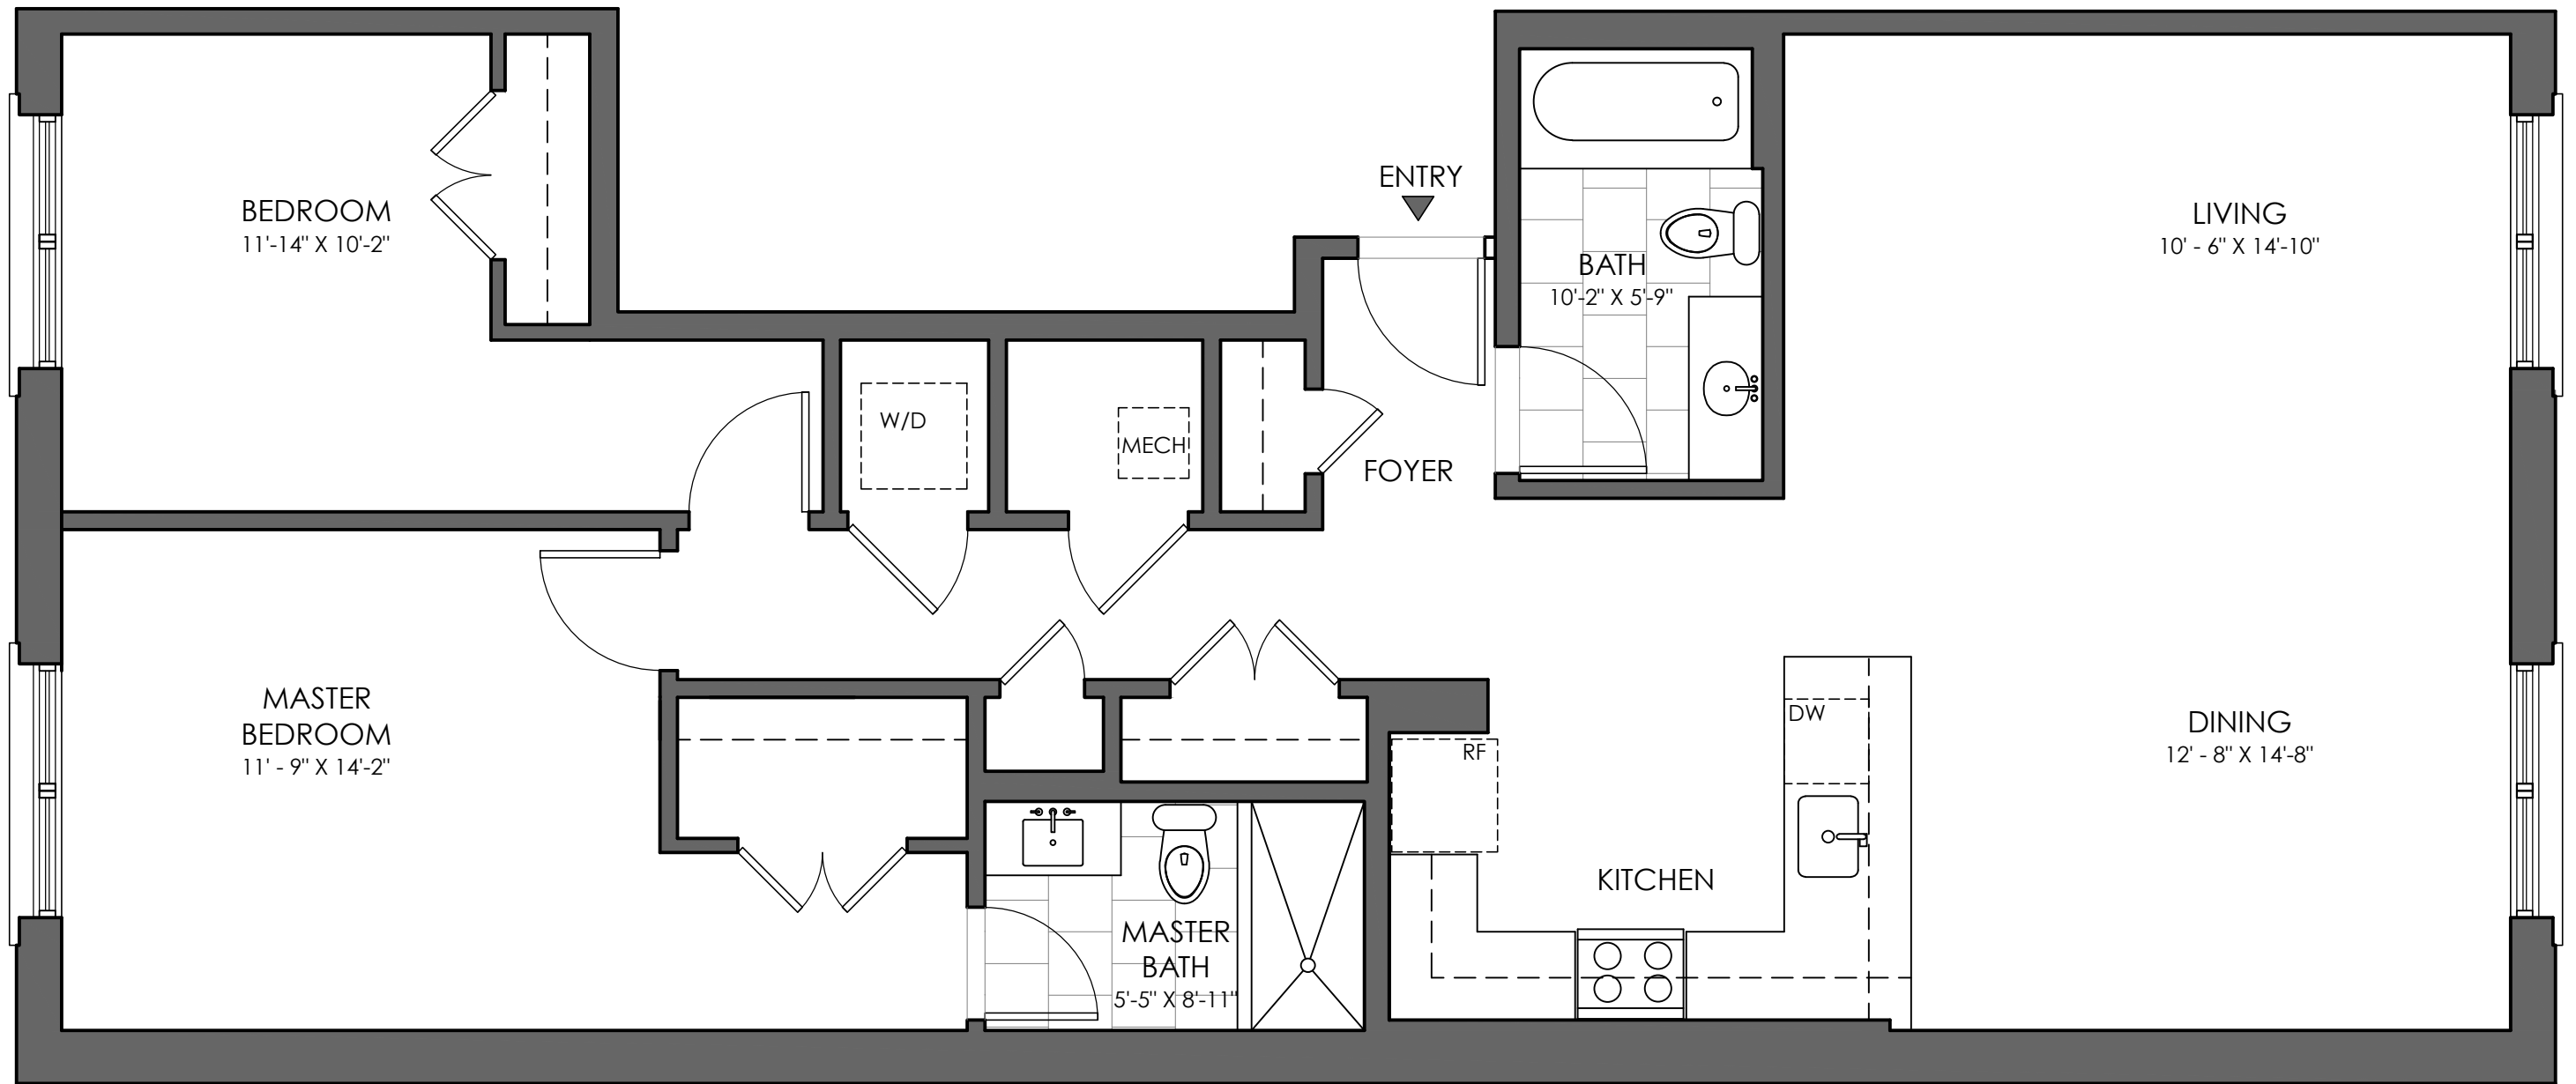 ENTRY
BEDROOM
11'-14" X 10'-2"
LIVING
10' - 6" X 14'-10"
BATH
10'-2" X 5'-9"
W/D
MECH
FOYER
MASTER
BEDROOM
11' - 9" X 14'-2"
DW
RF
DINING
12' - 8" X 14'-8"
KITCHEN
MASTER
BATH
5'-5" X 8'-11"